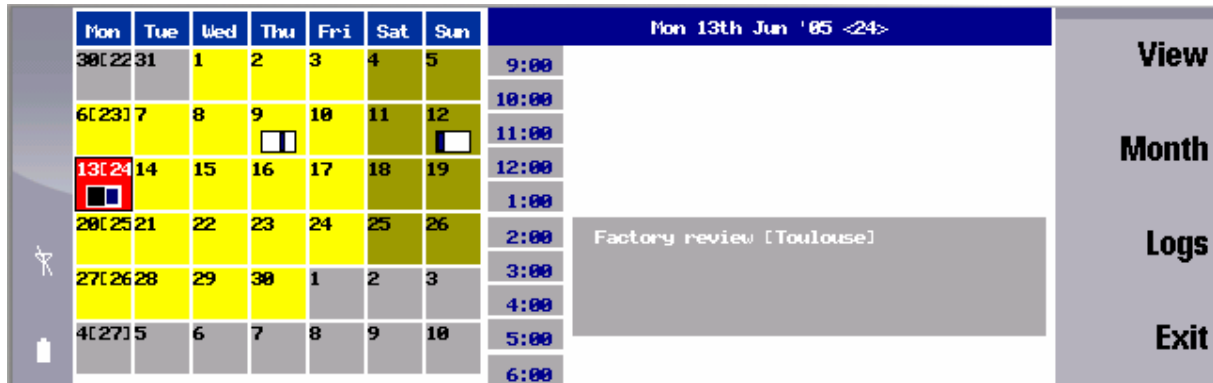 Mon Tue Wed Thu Fri Sat Sun
30[22 31 1 2 3 4 5
6[23] 7 8 9 10 11 12
13[24 14 15 16 17 18 19
20[25 21 22 23 24 25 26
27[26 28 29 30 1 2 3
4[27] 5 6 7 8 9 10
Mon 13th Jun '05 <24>
9:00
10:00
11:00
12:00
1:00
2:00 Factory review [Toulouse]
3:00
4:00
5:00
6:00
View
Month
Logs
Exit